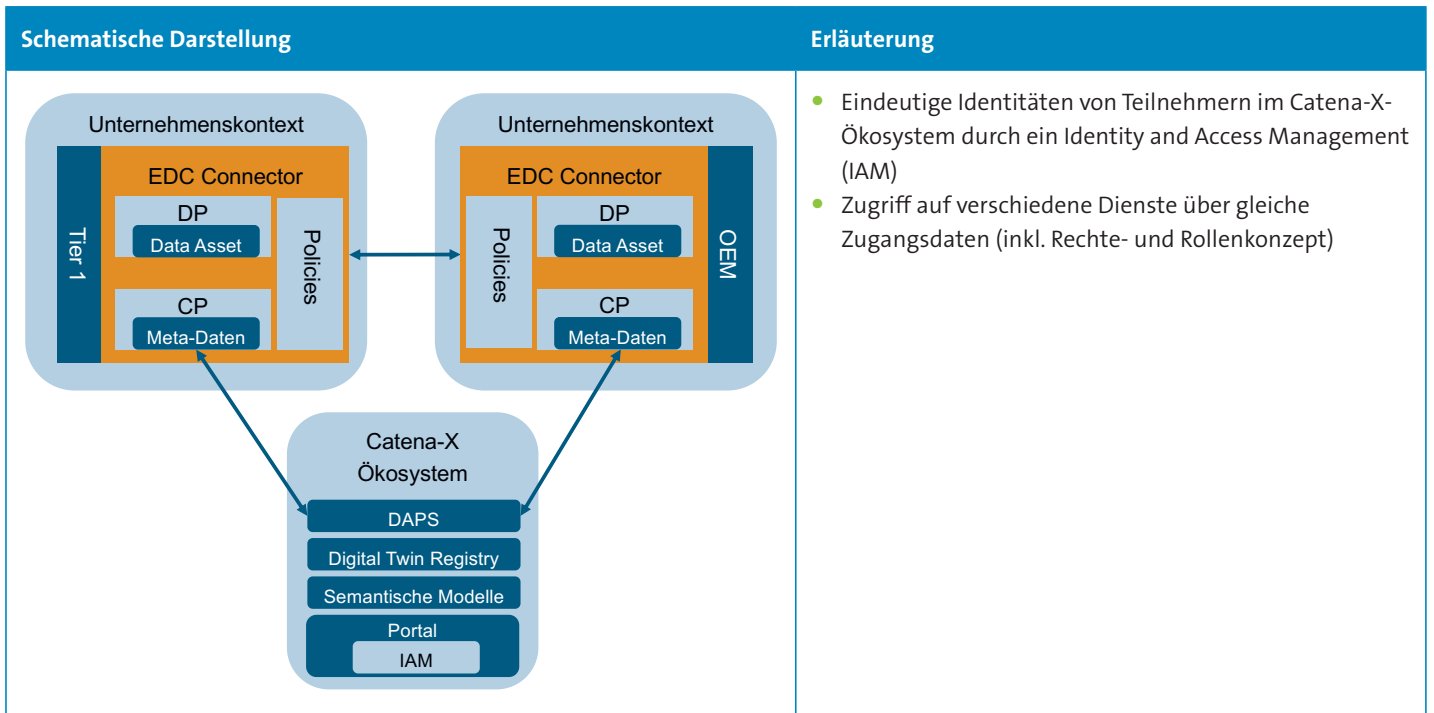 Schematische Darstellung
Erläuterung
Unternehmenskontext
EDC Connector
Tier 1
DP
Data Asset
Policies
CP
Meta-Daten
Unternehmenskontext
EDC Connector
Policies
DP
Data Asset
OEM
CP
Meta-Daten
Catena-X
Ökosystem
DAPS
Digital Twin Registry
Semantische Modelle
Portal
IAM
• Eindeutige Identitäten von Teilnehmern im Catena-X-
Ökosystem durch ein Identity and Access Management
(IAM)
• Zugriff auf verschiedene Dienste über gleiche
Zugangsdaten (inkl. Rechte- und Rollenkonzept)